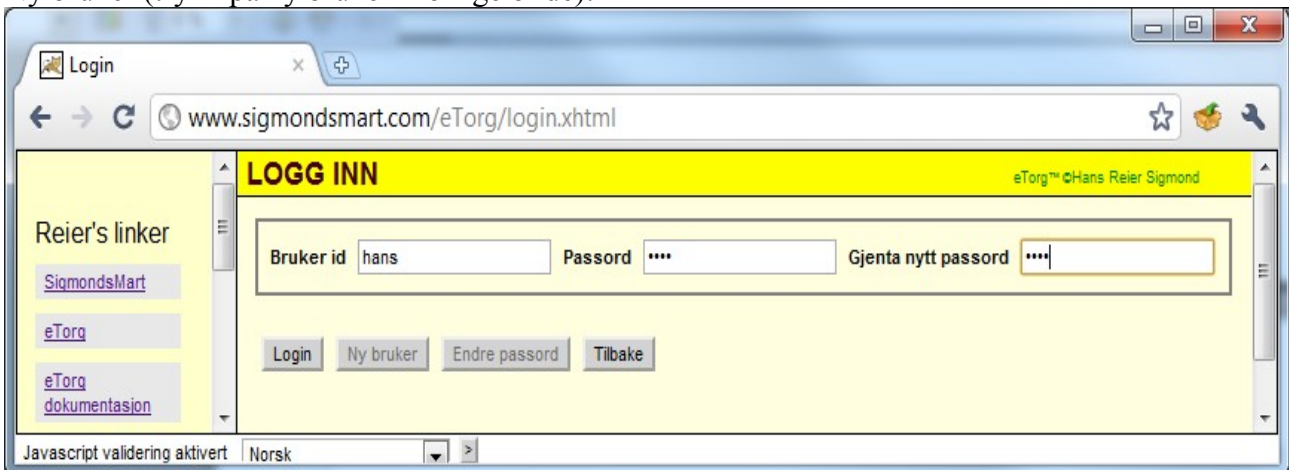 Login
www.sigmondsmart.com/eTorg/login.xhtml
LOGG INN
eTorg™ ©Hans Reier Sigmond
Reier's linker
SigmondsMart
eTorg
eTorg
dokumentasjon
Bruker id hans Passord •••• Gjenta nytt passord ••••
Login Ny bruker Endre passord Tilbake
Javascript validering aktivert Norsk >